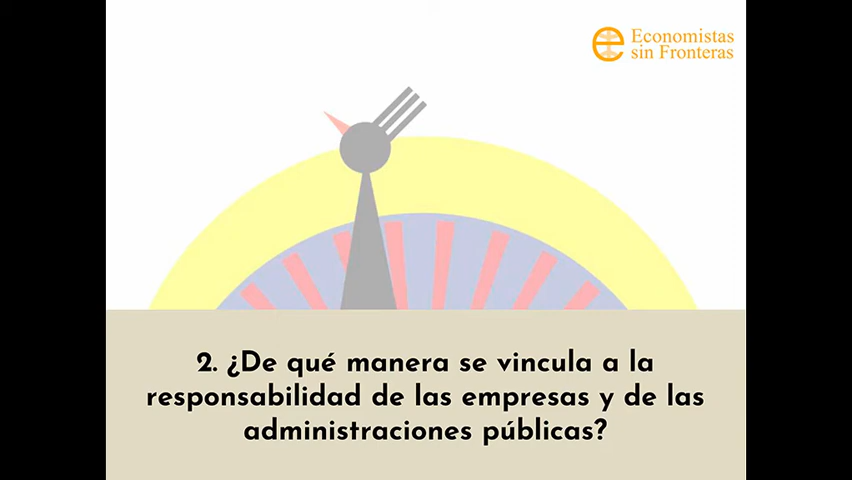 Economistas
sin Fronteras
2. ¿De qué manera se vincula a la
responsabilidad de las empresas y de las
administraciones públicas?